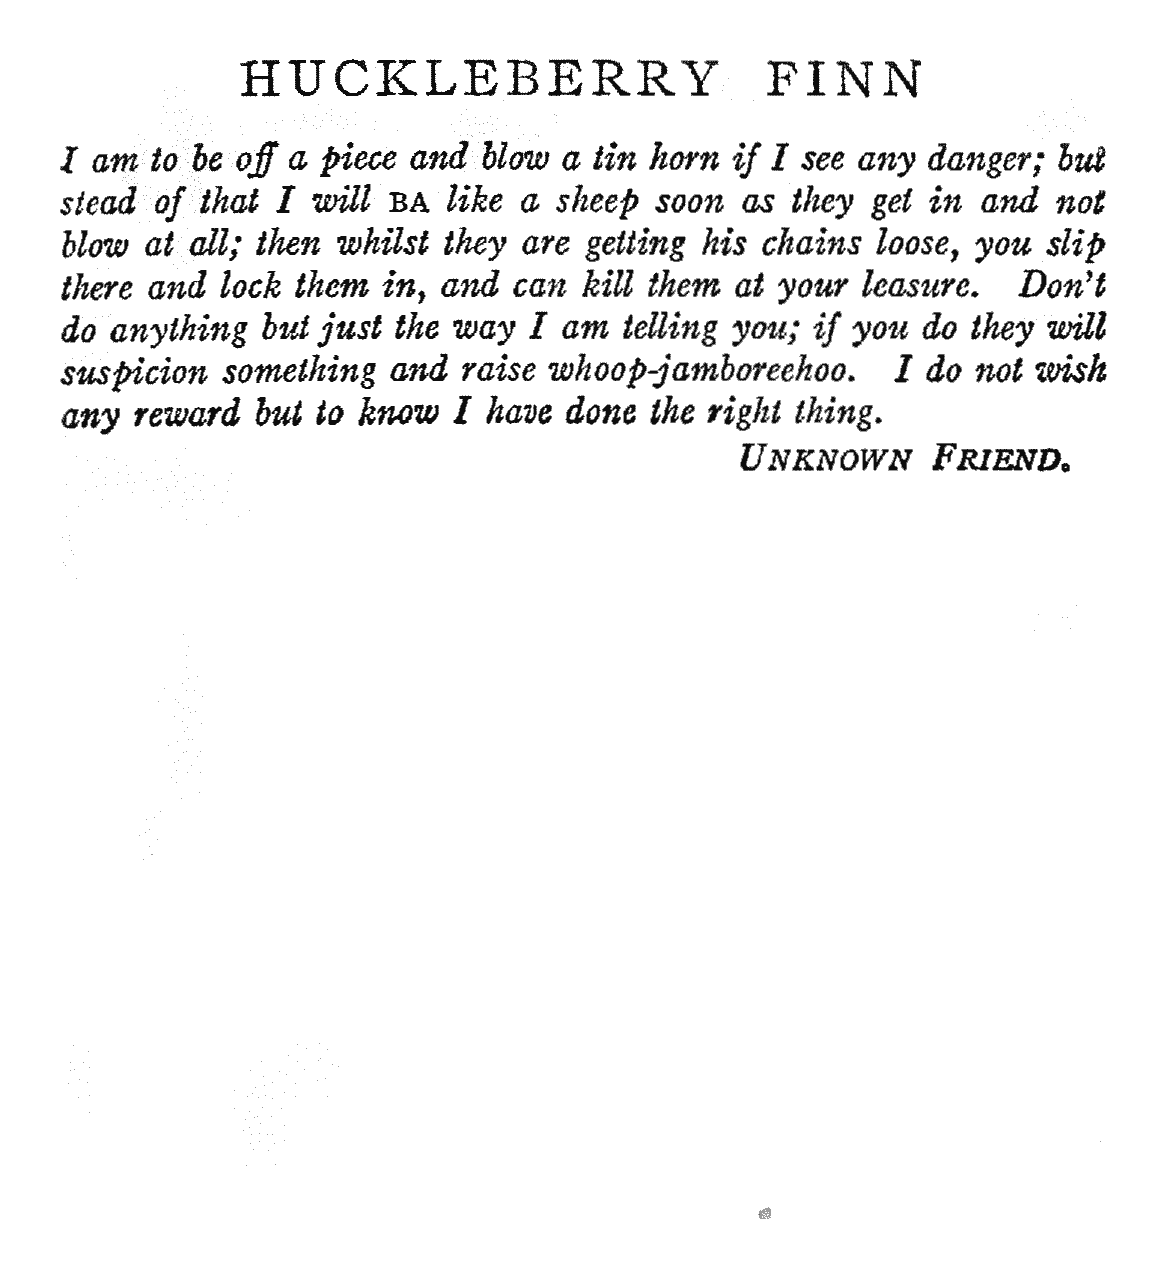 HUCKLEBERRY FINN
I am to be off a piece and blow a tin horn if I see any danger; but
stead of that I will BA like a sheep soon as they get in and not
blow at all; then whilst they are getting his chains loose, you slip
there and lock them in, and can kill them at your leasure. Don't
do anything but just the way I am telling you; if you do they will
suspicion something and raise whoop-jamboreehoo. I do not wish
any reward but to know I have done the right thing.
UNKNOWN FRIEND.